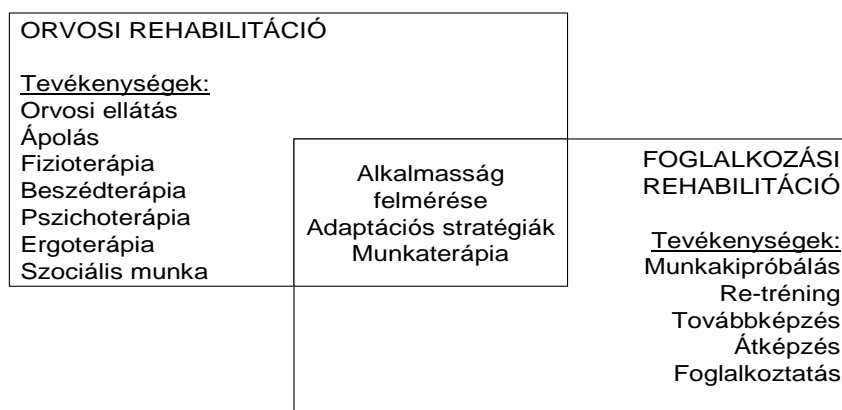 ORVOSI REHABILITÁCIÓ
Tevékenységek:
Orvosi ellátás
Ápolás
Fizioterápia
Beszédterápia
Pszichoterápia
Ergoterápia
Szociális munka
Alkalmasság
felmérése
Adaptációs stratégiák
Munkaterápia
FOGLALKOZÁSI
REHABILITÁCIÓ
Tevékenységek:
Munkakipróbálás
Re-tréning
Továbbképzés
Átképzés
Foglalkoztatás